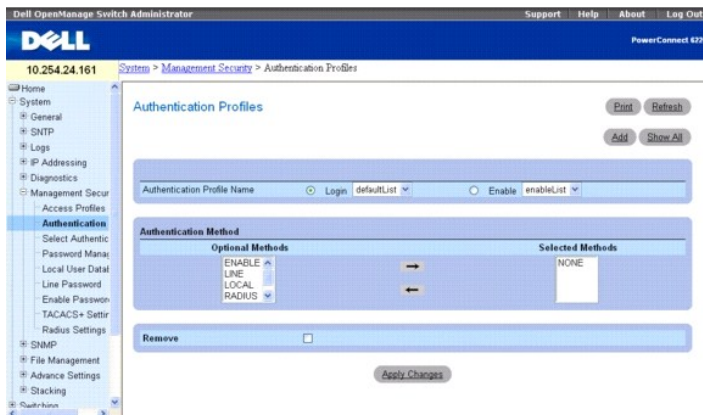 Dell OpenManage Switch Administrator Support Help About Log Out
DELL
PowerConnect 622
10.254.24.161
System > Management Security > Authentication Profiles
Home
System
General
SNTP
Logs
IP Addressing
Diagnostics
Management Secur
Access Profiles
Authentication
Select Authentic
Password Manag
Local User Datab
Line Password
Enable Passwor
TACACS+ Settin
Radius Settings
SNMP
File Management
Advance Settings
Stacking
Switching
Authentication Profiles
Print Refresh
Add Show All
Authentication Profile Name Login defaultList Enable enableList
Authentication Method
Optional Methods Selected Methods
ENABLE
LINE
LOCAL
RADIUS
NONE
Remove
Apply Changes